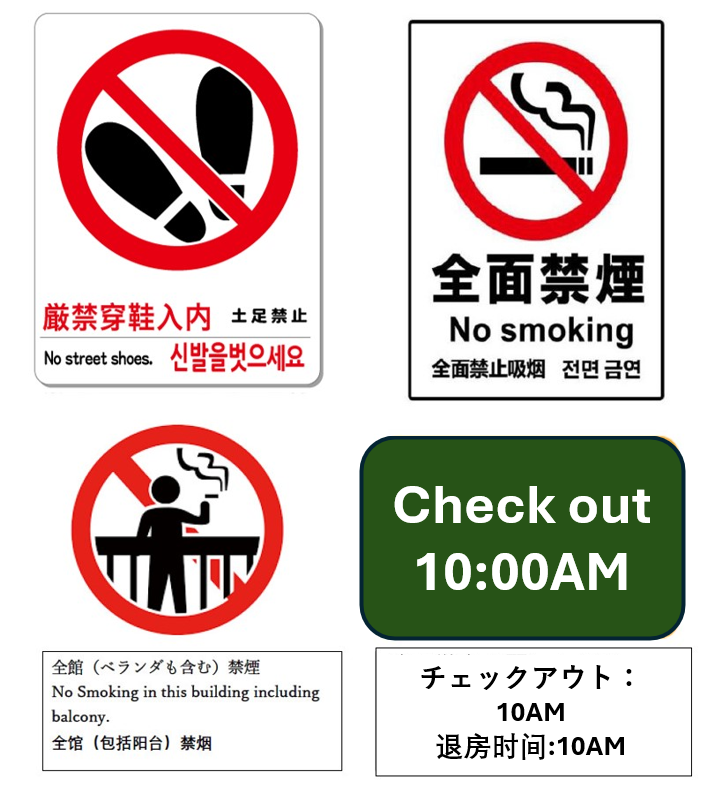 厳禁穿鞋入内 土足禁止
No street shoes. 신발을벗으세요
全面禁煙
No smoking
全面禁止吸烟 전면 금연
Check out
10:00AM
全館（ベランダも含む）禁煙
No Smoking in this building including
balcony.
全馆（包括阳台）禁烟
チェックアウト：
10AM
退房时间:10AM